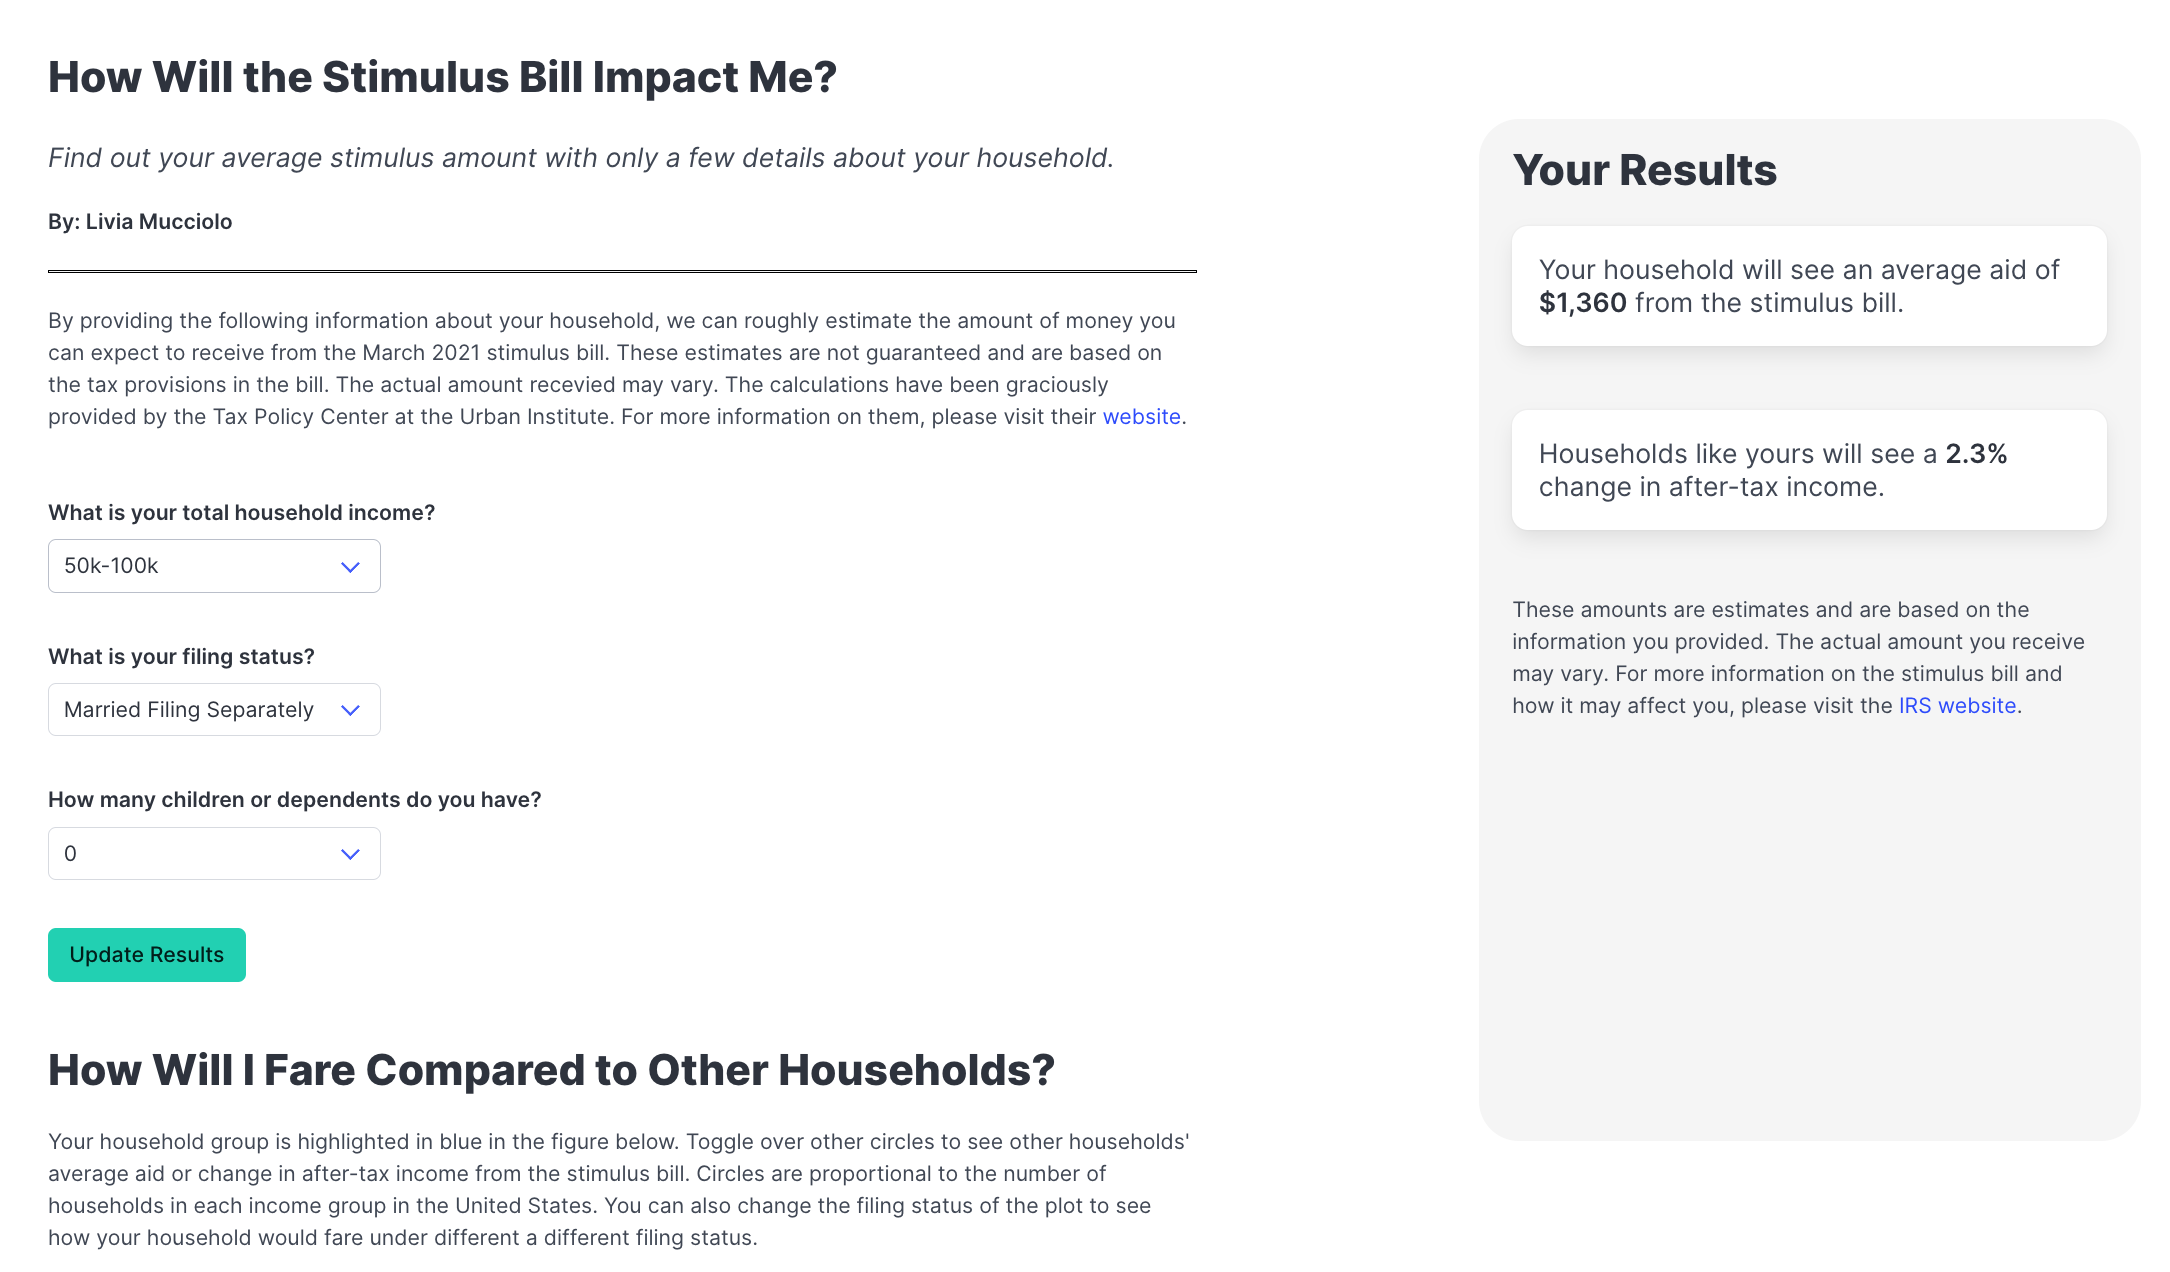 How Will the Stimulus Bill Impact Me?
Find out your average stimulus amount with only a few details about your household.
By: Livia Mucciolo
By providing the following information about your household, we can roughly estimate the amount of money you
can expect to receive from the March 2021 stimulus bill. These estimates are not guaranteed and are based on
the tax provisions in the bill. The actual amount recevied may vary. The calculations have been graciously
provided by the Tax Policy Center at the Urban Institute. For more information on them, please visit their website.
What is your total household income?
50k-100k
What is your filing status?
Married Filing Separately
How many children or dependents do you have?
0
Update Results
How Will I Fare Compared to Other Households?
Your household group is highlighted in blue in the figure below. Toggle over other circles to see other households'
average aid or change in after-tax income from the stimulus bill. Circles are proportional to the number of
households in each income group in the United States. You can also change the filing status of the plot to see
how your household would fare under different a different filing status.
Your Results
Your household will see an average aid of
$1,360 from the stimulus bill.
Households like yours will see a 2.3%
change in after-tax income.
These amounts are estimates and are based on the
information you provided. The actual amount you receive
may vary. For more information on the stimulus bill and
how it may affect you, please visit the IRS website.